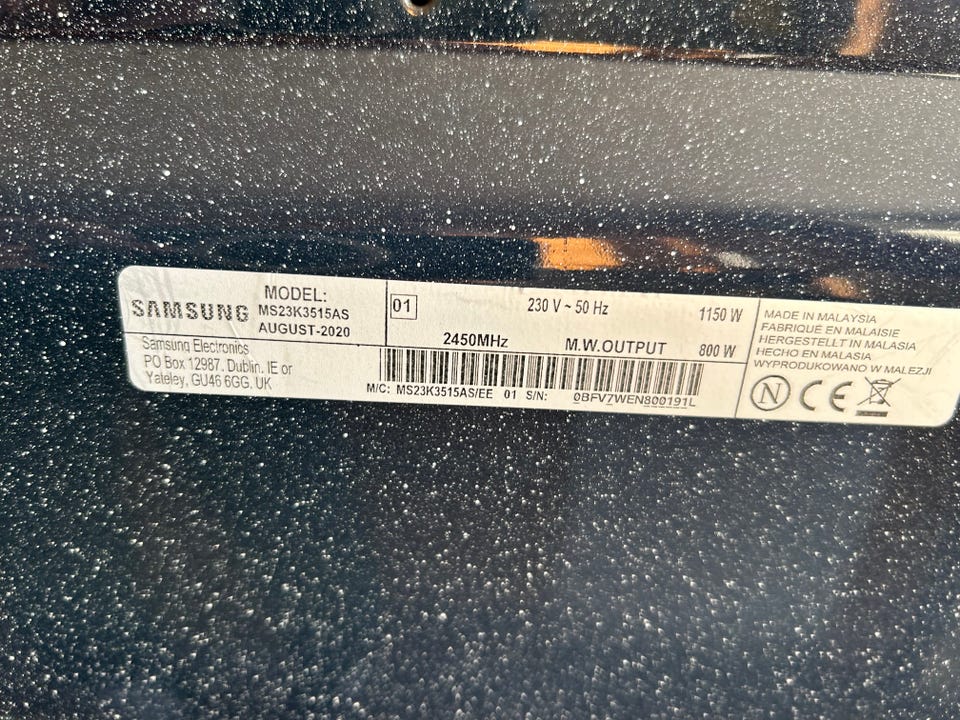 SAMSUNG
MODEL:
MS23K3515AS
AUGUST-2020
Samsung Electronics
PO Box 12987, Dublin. IE or
Yateley, GU46 6GG. UK
01
230 V ~ 50 Hz
1150 W
2450MHz
M.W.OUTPUT
800 W
M/C: MS23K3515AS/EE 01 S/N: 0BFV7WEN800191L
MADE IN MALAYSIA
FABRIQUÉ EN MALAISIE
HERGESTELLT IN MALASIA
HECHO EN MALASIA
WYPRODUKOWANO W MALEZJI
N CE